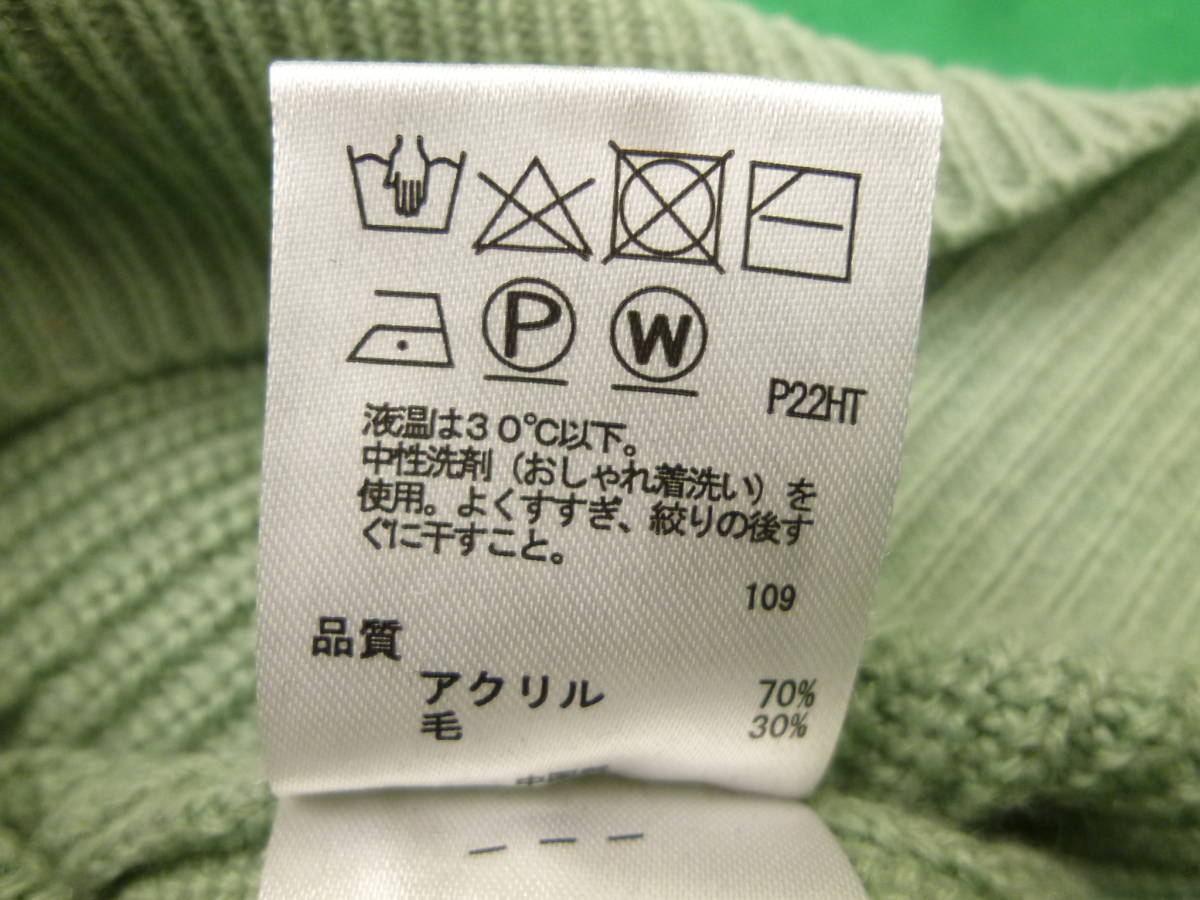 P
W
P22HT
液温は３０℃以下。
中性洗剤（おしゃれ着洗い）を
使用。よくすすぎ、絞りの後す
ぐに干すこと。
109
品質
アクリル 70%
毛 30%